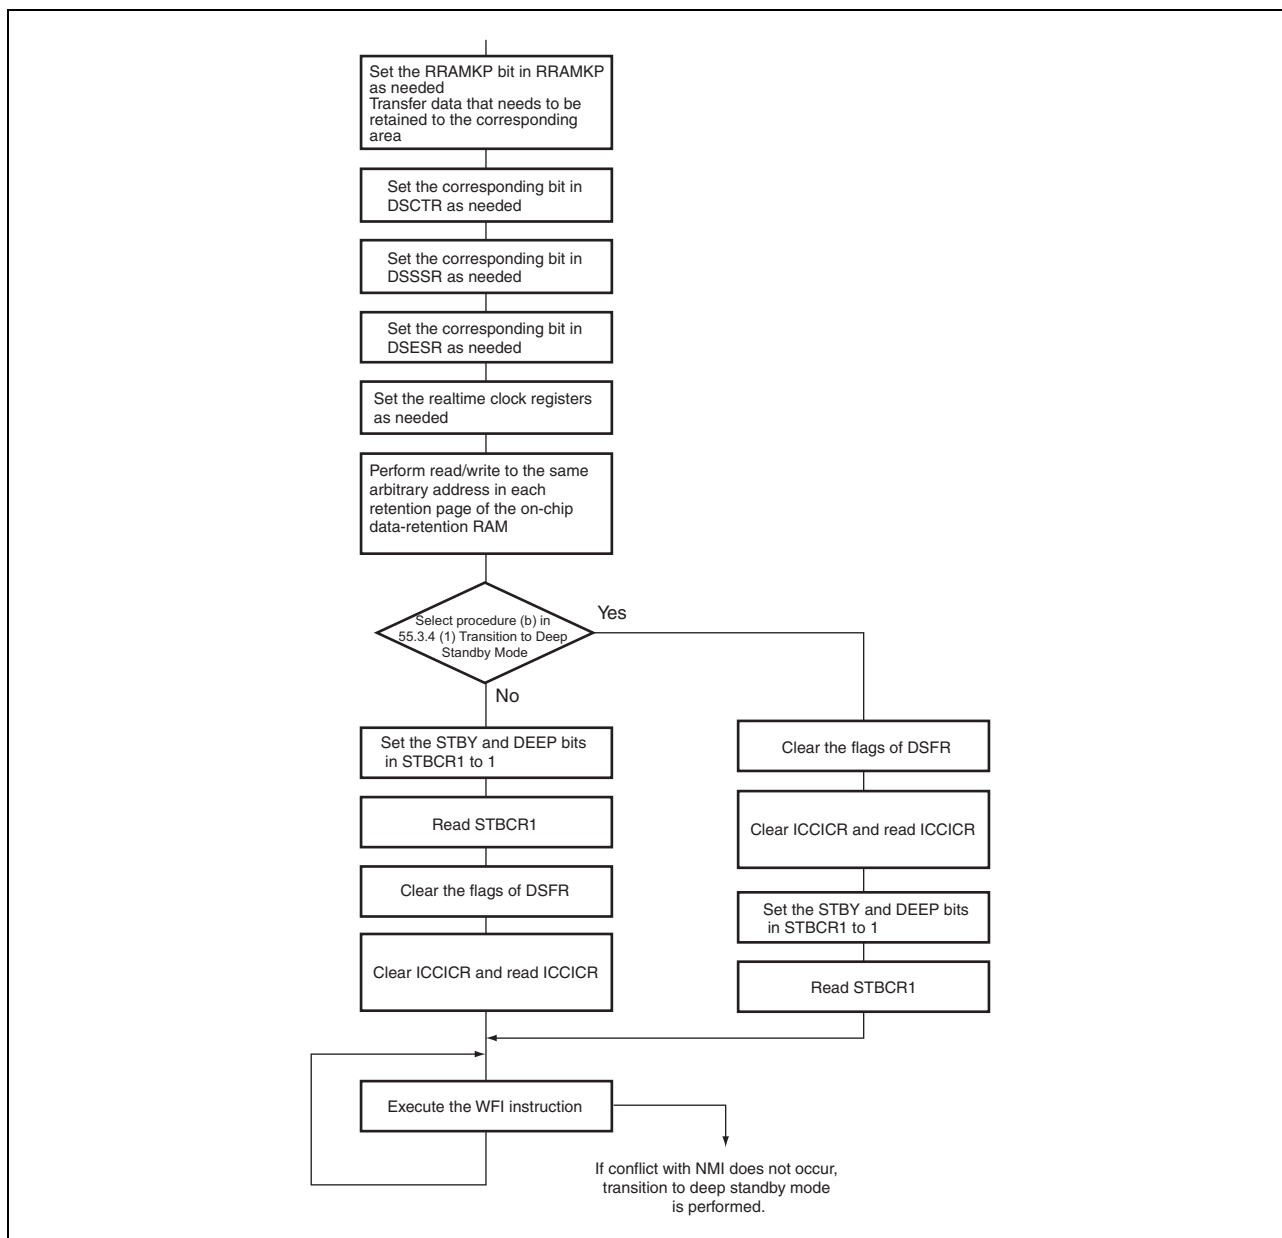 Set the RRAMKP bit in RRAMKP
as needed
Transfer data that needs to be
retained to the corresponding
area
Set the corresponding bit in
DSCTR as needed
Set the corresponding bit in
DSSSR as needed
Set the corresponding bit in
DSESR as needed
Set the realtime clock registers
as needed
Perform read/write to the same
arbitrary address in each
retention page of the on-chip
data-retention RAM
Select procedure (b) in
55.3.4 (1) Transition to Deep
Standby Mode
Yes
No
Set the STBY and DEEP bits
in STBCR1 to 1
Read STBCR1
Clear the flags of DSFR
Clear ICCICR and read ICCICR
Clear the flags of DSFR
Clear ICCICR and read ICCICR
Set the STBY and DEEP bits
in STBCR1 to 1
Read STBCR1
Execute the WFI instruction
If conflict with NMI does not occur,
transition to deep standby mode
is performed.